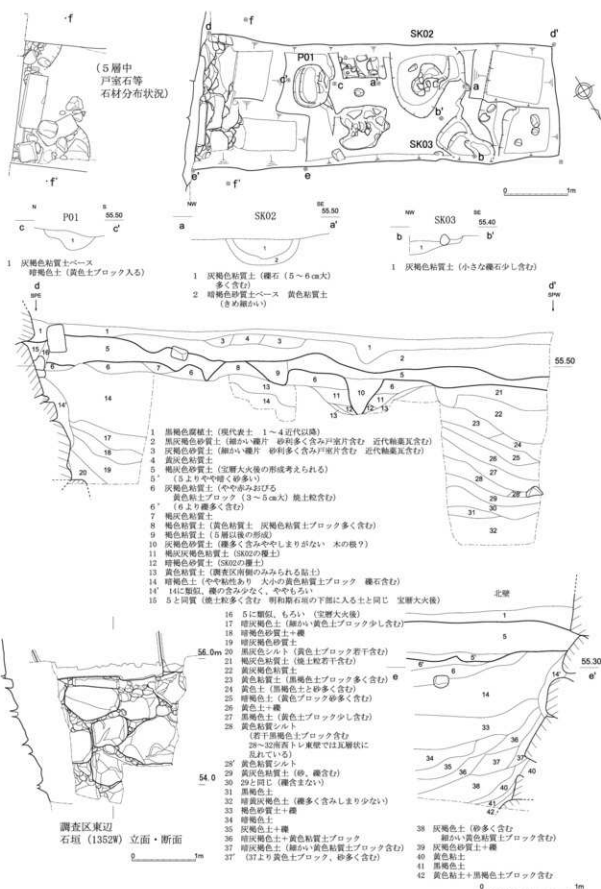 f
d
f
SK02
d'
(5層中
戸室石等
石材分布状況)
P01
c'
c
a'
a
b'
SK03
b
f'
e'
f'
e
0
1m
N
P01
S
55.50
c
c'
NW
SK02
SE
55.50
a
a'
NW
SK03
SE
55.40
b
b'
1 灰褐色粘質土ベース
暗褐色土(黄色土ブロック入る)
1 灰褐色粘質土(礫石(5~6㎝大)
多く含む)
2 暗褐色砂質土ベース 黄色粘質土
(きめ細かい)
1 灰褐色粘質土(小さな礫石少し含む)
d
d'
55.50
1 黒褐色腐植土(現代表土 1~4近代以降)
2 黒灰褐色砂質土(細かい礫片 砂利多く含み戸室片含む 近代釉薬瓦含む)
3 灰褐色砂質土(細かい礫片 砂利多く含み戸室片含む 近代釉薬瓦含む)
4 黄灰色粘質土
5 褐色砂質土(宝暦大火後の形成考えられる)
5' (5よりやや暗く砂多い)
6 灰褐色粘質土(やや赤みおびる
黄色粘土ブロック(3~5㎝大)焼土粒含む)
6' (6より礫多く含む)
7 褐灰色粘質土
8 褐色粘質土(黄色粘質土 灰褐色粘質土ブロック多く含む)
9 褐色粘質土(5層以後の形成)
10 灰褐色砂質土(礫多く含みややしまりがない 木の根?)
11 褐灰灰褐色粘質土(SK02の覆土)
12 暗褐色砂質土(SK02の覆土)
13 黄色粘質土(調査区南側のみみられる貼土)
14 暗褐色土(やや粘性あり 大小の黄色粘質土ブロック 礫石含む)
14' 14に類似、礫の含み少なく、ややもろい
15 5と同質(焼土粒多く含む 明和期石垣の下部に入る土と同じ 宝暦大火後)
16 5に類似、もろい (宝暦大火後)
17 暗灰褐色土(細かい黄色土ブロック少し含む)
18 暗褐色砂質土+礫
19 暗灰褐色砂質土
20 黒灰色シルト(黄色土ブロック若干含む)
21 褐灰色粘質土(焼土粒若干含む)
22 黄灰褐色粘質土
23 黄色粘質土(黒褐色土ブロック多く含む)
24 黄色土(黒褐色土と砂多く含む)
25 暗褐色土(黄色ブロック砂多く含む)
26 黄色土+礫
27 黒褐色土(黄色土ブロック少し含む)
28 黄色粘質シルト
(若干黒褐色土ブロック含む
28~32南西トレ東壁では瓦層状に
乱れている)
28' 黄色粘質シルト
29 黄灰色粘質土(砂、礫含む)
30 29と同じ(礫含まない)
31 黒褐色土
32 暗黄灰褐色土(礫多く含みしまり少ない)
33 褐色砂質土+礫
34 暗褐色土
35 灰褐色土+礫
36 暗灰褐色土+黄色粘質土ブロック
37 暗灰褐色土(細かい黄色粘質土ブロック含む)
37' (37より黄色土ブロック、砂多く含む)
北壁
55.30
e
e'
38 灰褐色土(砂多く含む
細かい黄色粘質土ブロック含む)
39 灰褐色砂質土+礫
40 黄色粘土
41 黒褐色土
42 黄色粘土+黒褐色土ブロック含む
0
1m
56.0m
54.0
調査区東辺
石垣(1352W)立面・断面
0
1m